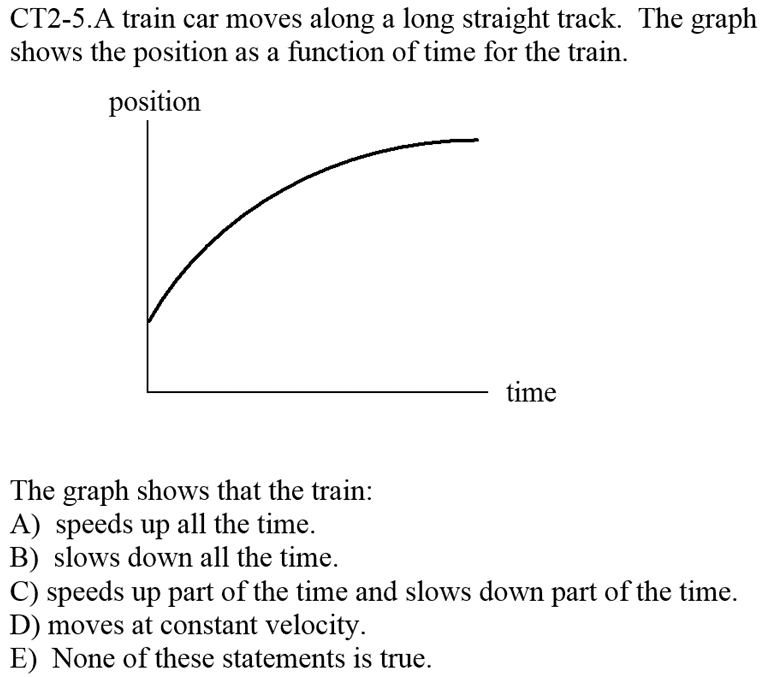 CT2-5.A train car moves along a long straight track.  The graph
shows the position as a function of time for the train.
position
time
The graph shows that the train:
A)  speeds up all the time.
B)  slows down all the time.
C) speeds up part of the time and slows down part of the time.
D) moves at constant velocity.
E)  None of these statements is true.